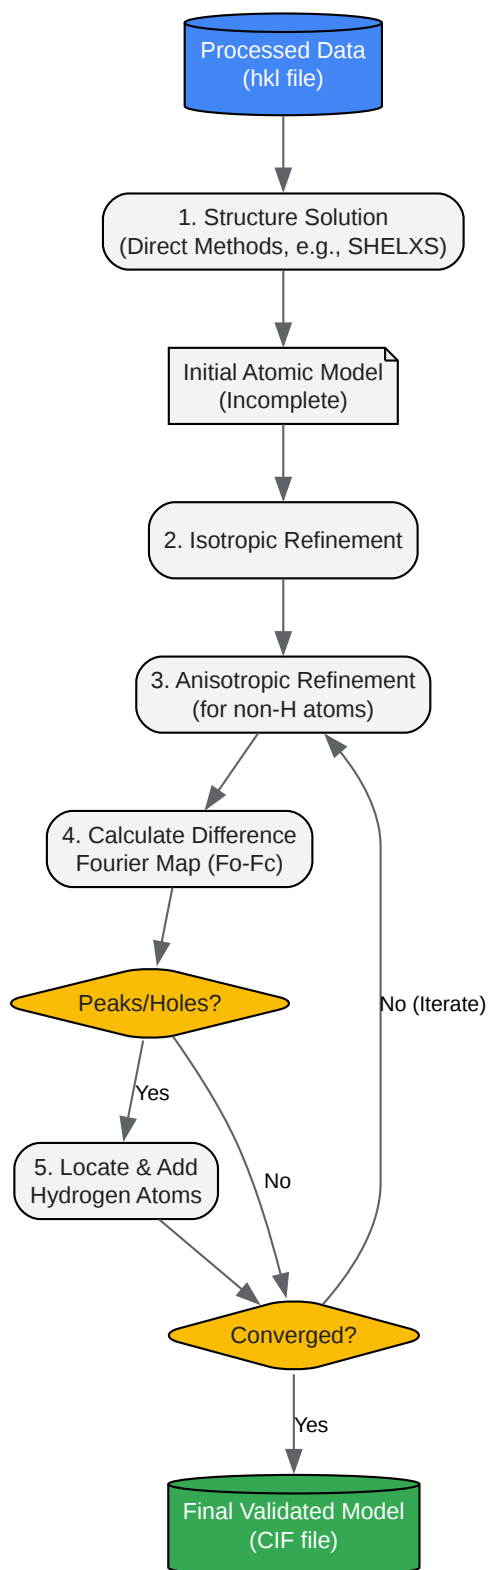 Processed Data
(hkl file)
1. Structure Solution
(Direct Methods, e.g., SHELXS)
Initial Atomic Model
(Incomplete)
2. Isotropic Refinement
3. Anisotropic Refinement
(for non-H atoms)
4. Calculate Difference
Fourier Map (Fo-Fc)
Peaks/Holes?
No (Iterate)
Yes
5. Locate & Add
Hydrogen Atoms
No
Converged?
Yes
Final Validated Model
(CIF file)